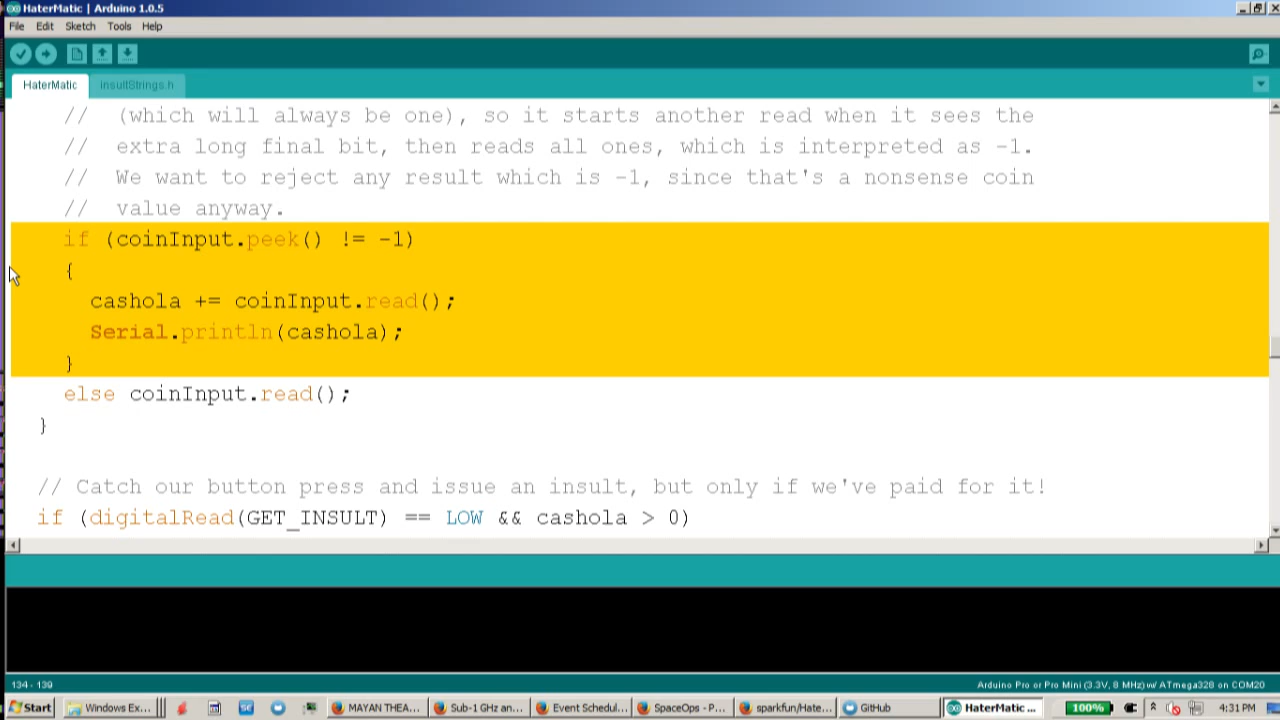 HaterMatic | Arduino 1.0.5
File Edit Sketch Tools Help
HaterMatic insultStrings.h
// (which will always be one), so it starts another read when it sees the
// extra long final bit, then reads all ones, which is interpreted as -1.
// We want to reject any result which is -1, since that's a nonsense coin
// value anyway.
if (coinInput.peek() != -1)
{
cashola += coinInput.read();
Serial.println(cashola);
}
else coinInput.read();
}
// Catch our button press and issue an insult, but only if we've paid for it!
if (digitalRead(GET_INSULT) == LOW && cashola > 0)
134 - 139
Arduino Pro or Pro Mini (3.3V, 8 MHz) w/ ATmega328 on COM20
Start Windows Ex... MAYAN THEA... Sub-1 GHz an... Event Schedul... SpaceOps - P... sparkfun/Hate... GitHub HaterMatic ... 100% 4:31 PM